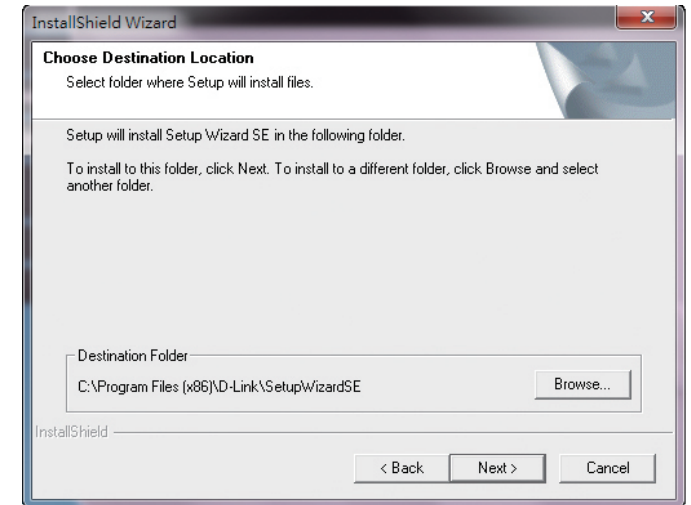 InstallShield Wizard
Choose Destination Location
Select folder where Setup will install files.
Setup will install Setup Wizard SE in the following folder.
To install to this folder, click Next. To install to a different folder, click Browse and select
another folder.
Destination Folder
C:\Program Files (x86)\D-Link\SetupWizardSE
Browse...
InstallShield
< Back
Next >
Cancel